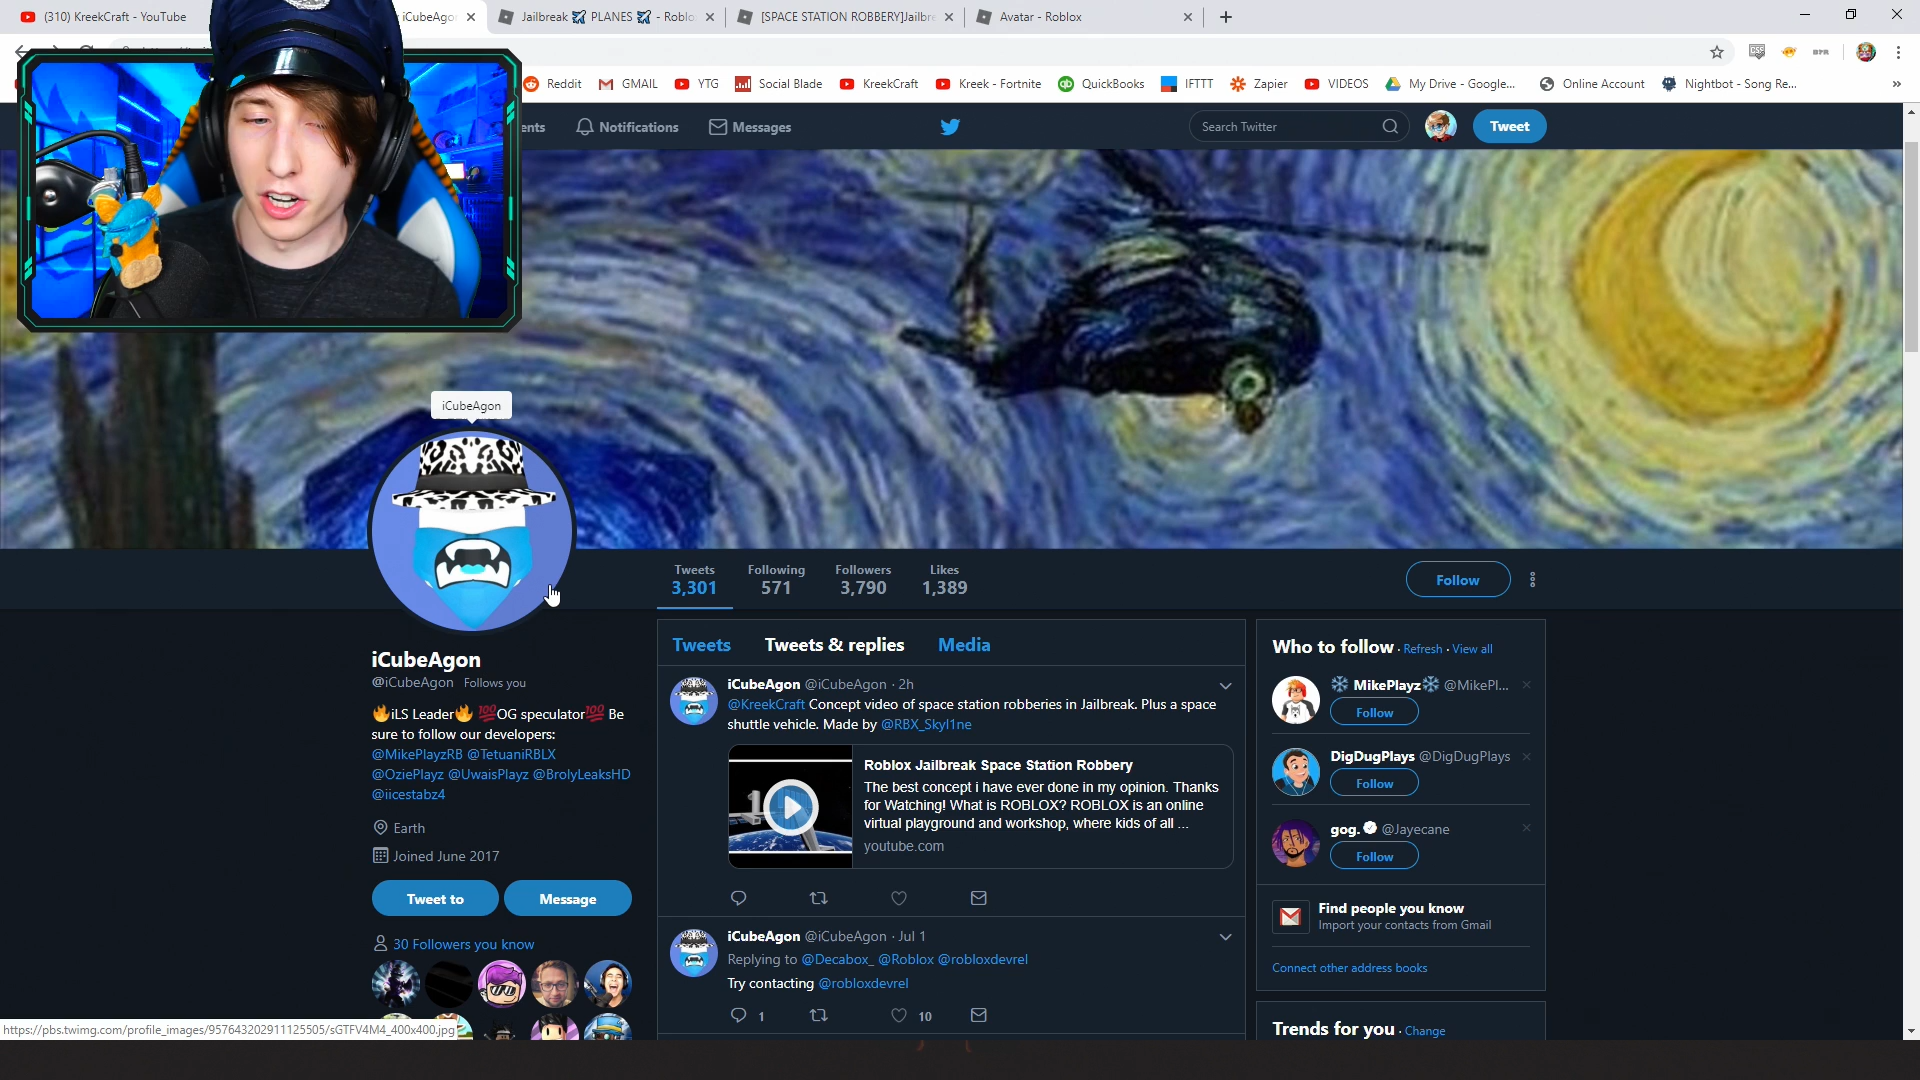 (310) KreekCraft - YouTube
iCubeAgon
Jailbreak ✈ PLANES ✈ - Roblo
[SPACE STATION ROBBERY]Jailbre
Avatar - Roblox
Reddit
GMAIL
YTG
Social Blade
KreekCraft
Kreek - Fortnite
QuickBooks
IFTTT
Zapier
VIDEOS
My Drive - Google...
Online Account
Nightbot - Song Re...
ents
Notifications
Messages
Search Twitter
Tweet
iCubeAgon
Tweets
3,301
Following
571
Followers
3,790
Likes
1,389
Follow
iCubeAgon
@iCubeAgon Follows you
🔥iLS Leader🔥 💯OG speculator💯 Be
sure to follow our developers:
@MikePlayzRB @TetuaniRBLX
@OziePlayz @UwaisPlayz @BrolyLeaksHD
@iicestabz4
Earth
Joined June 2017
Tweet to
Message
30 Followers you know
https://pbs.twimg.com/profile_images/957643202911125505/sGTFV4M4_400x400.jpg
Tweets
Tweets & replies
Media
iCubeAgon @iCubeAgon · 2h
@KreekCraft Concept video of space station robberies in Jailbreak. Plus a space
shuttle vehicle. Made by @RBX_Skyl1ne
Roblox Jailbreak Space Station Robbery
The best concept i have ever done in my opinion. Thanks
for Watching! What is ROBLOX? ROBLOX is an online
virtual playground and workshop, where kids of all ...
youtube.com
iCubeAgon @iCubeAgon · Jul 1
Replying to @Decabox_ @Roblox @robloxdevrel
Try contacting @robloxdevrel
1
10
Who to follow · Refresh · View all
❄ MikePlayz❄ @MikePl...
Follow
DigDugPlays @DigDugPlays
Follow
gog. @Jayecane
Follow
Find people you know
Import your contacts from Gmail
Connect other address books
Trends for you · Change